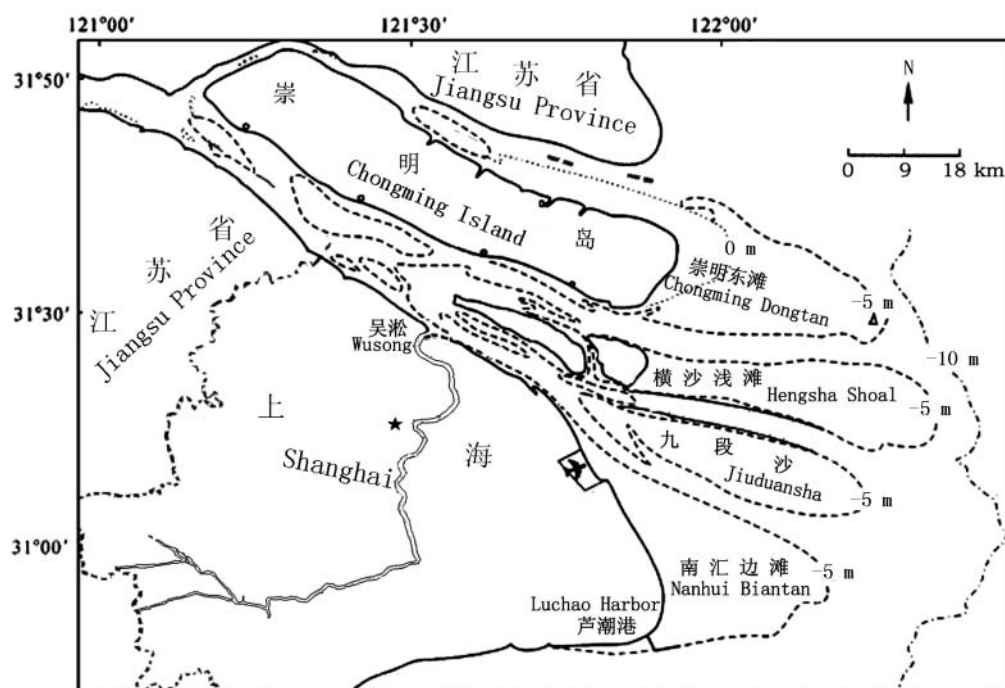 121°00′ 121°30′ 122°00′
31°50′
31°30′
31°00′
江 苏 省
Jiangsu Province
N
0 9 18 km
崇 明 岛
Chongming Island
江 苏 省
Jiangsu Province
0 m
崇明东滩
Chongming Dongtan
-5 m
-10 m
吴淞
Wusong
横 沙 浅 滩
Hengsha Shoal
-5 m
上 海
Shanghai
九 段 沙
Jiuduansha
-5 m
南 汇 边 滩
Nanhui Biantan
-5 m
Luchao Harbor
芦潮港